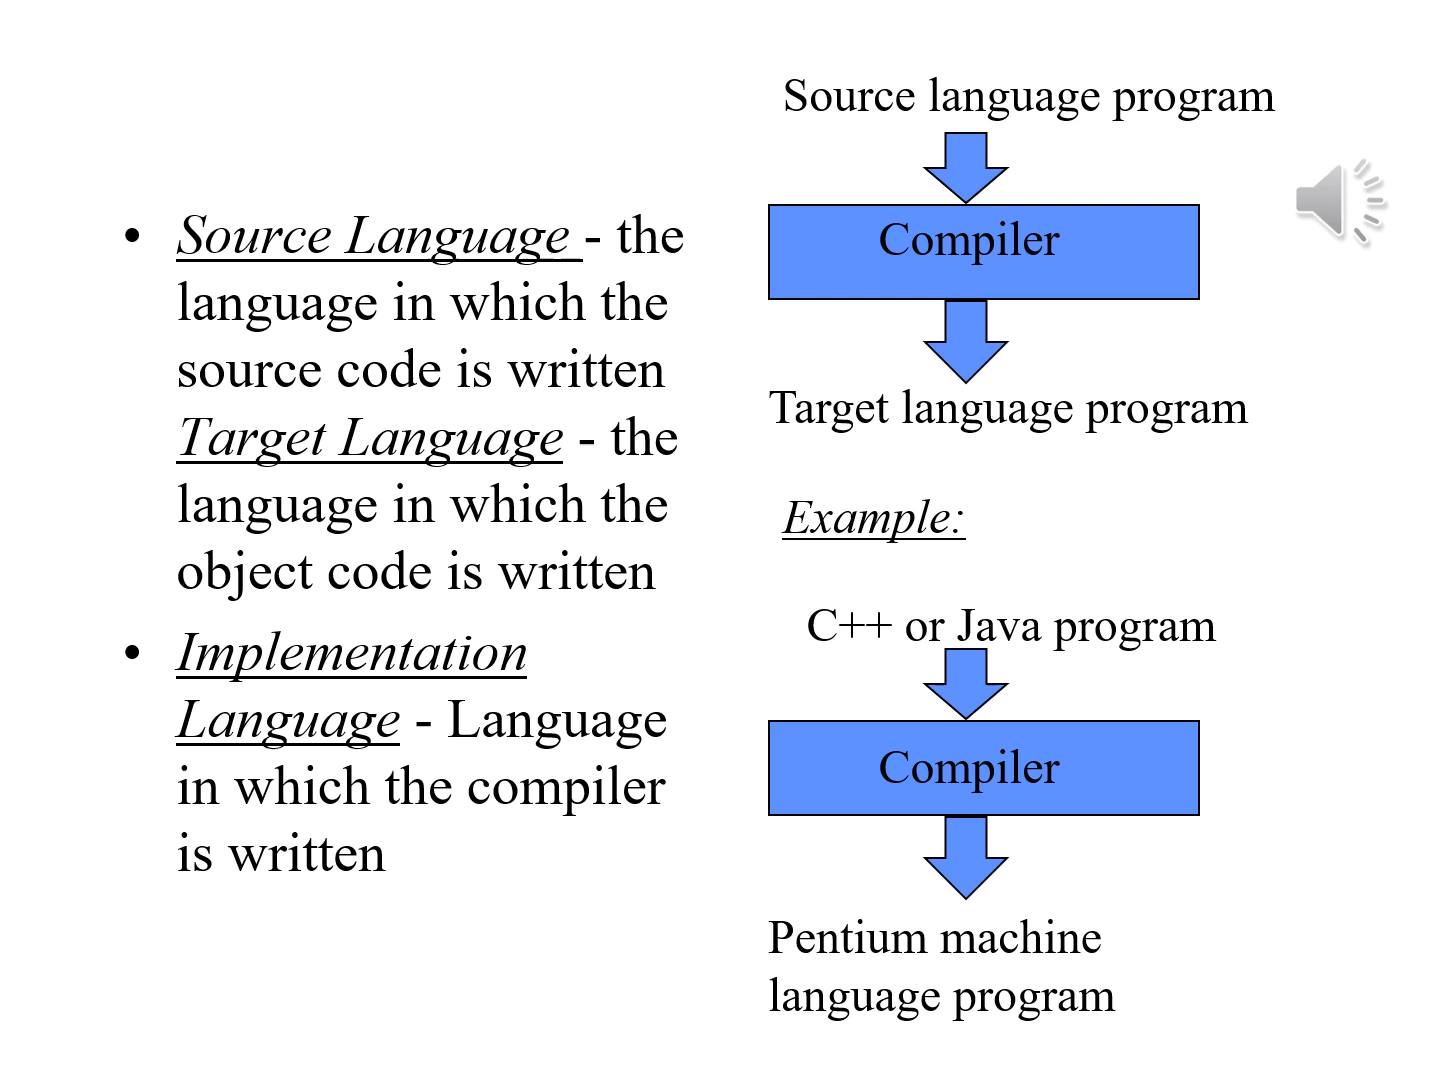 • Source Language - the
language in which the
source code is written
Target Language - the
language in which the
object code is written
• Implementation
Language - Language
in which the compiler
is written
Source language program
Compiler
Target language program
Example:
C++ or Java program
Compiler
Pentium machine
language program